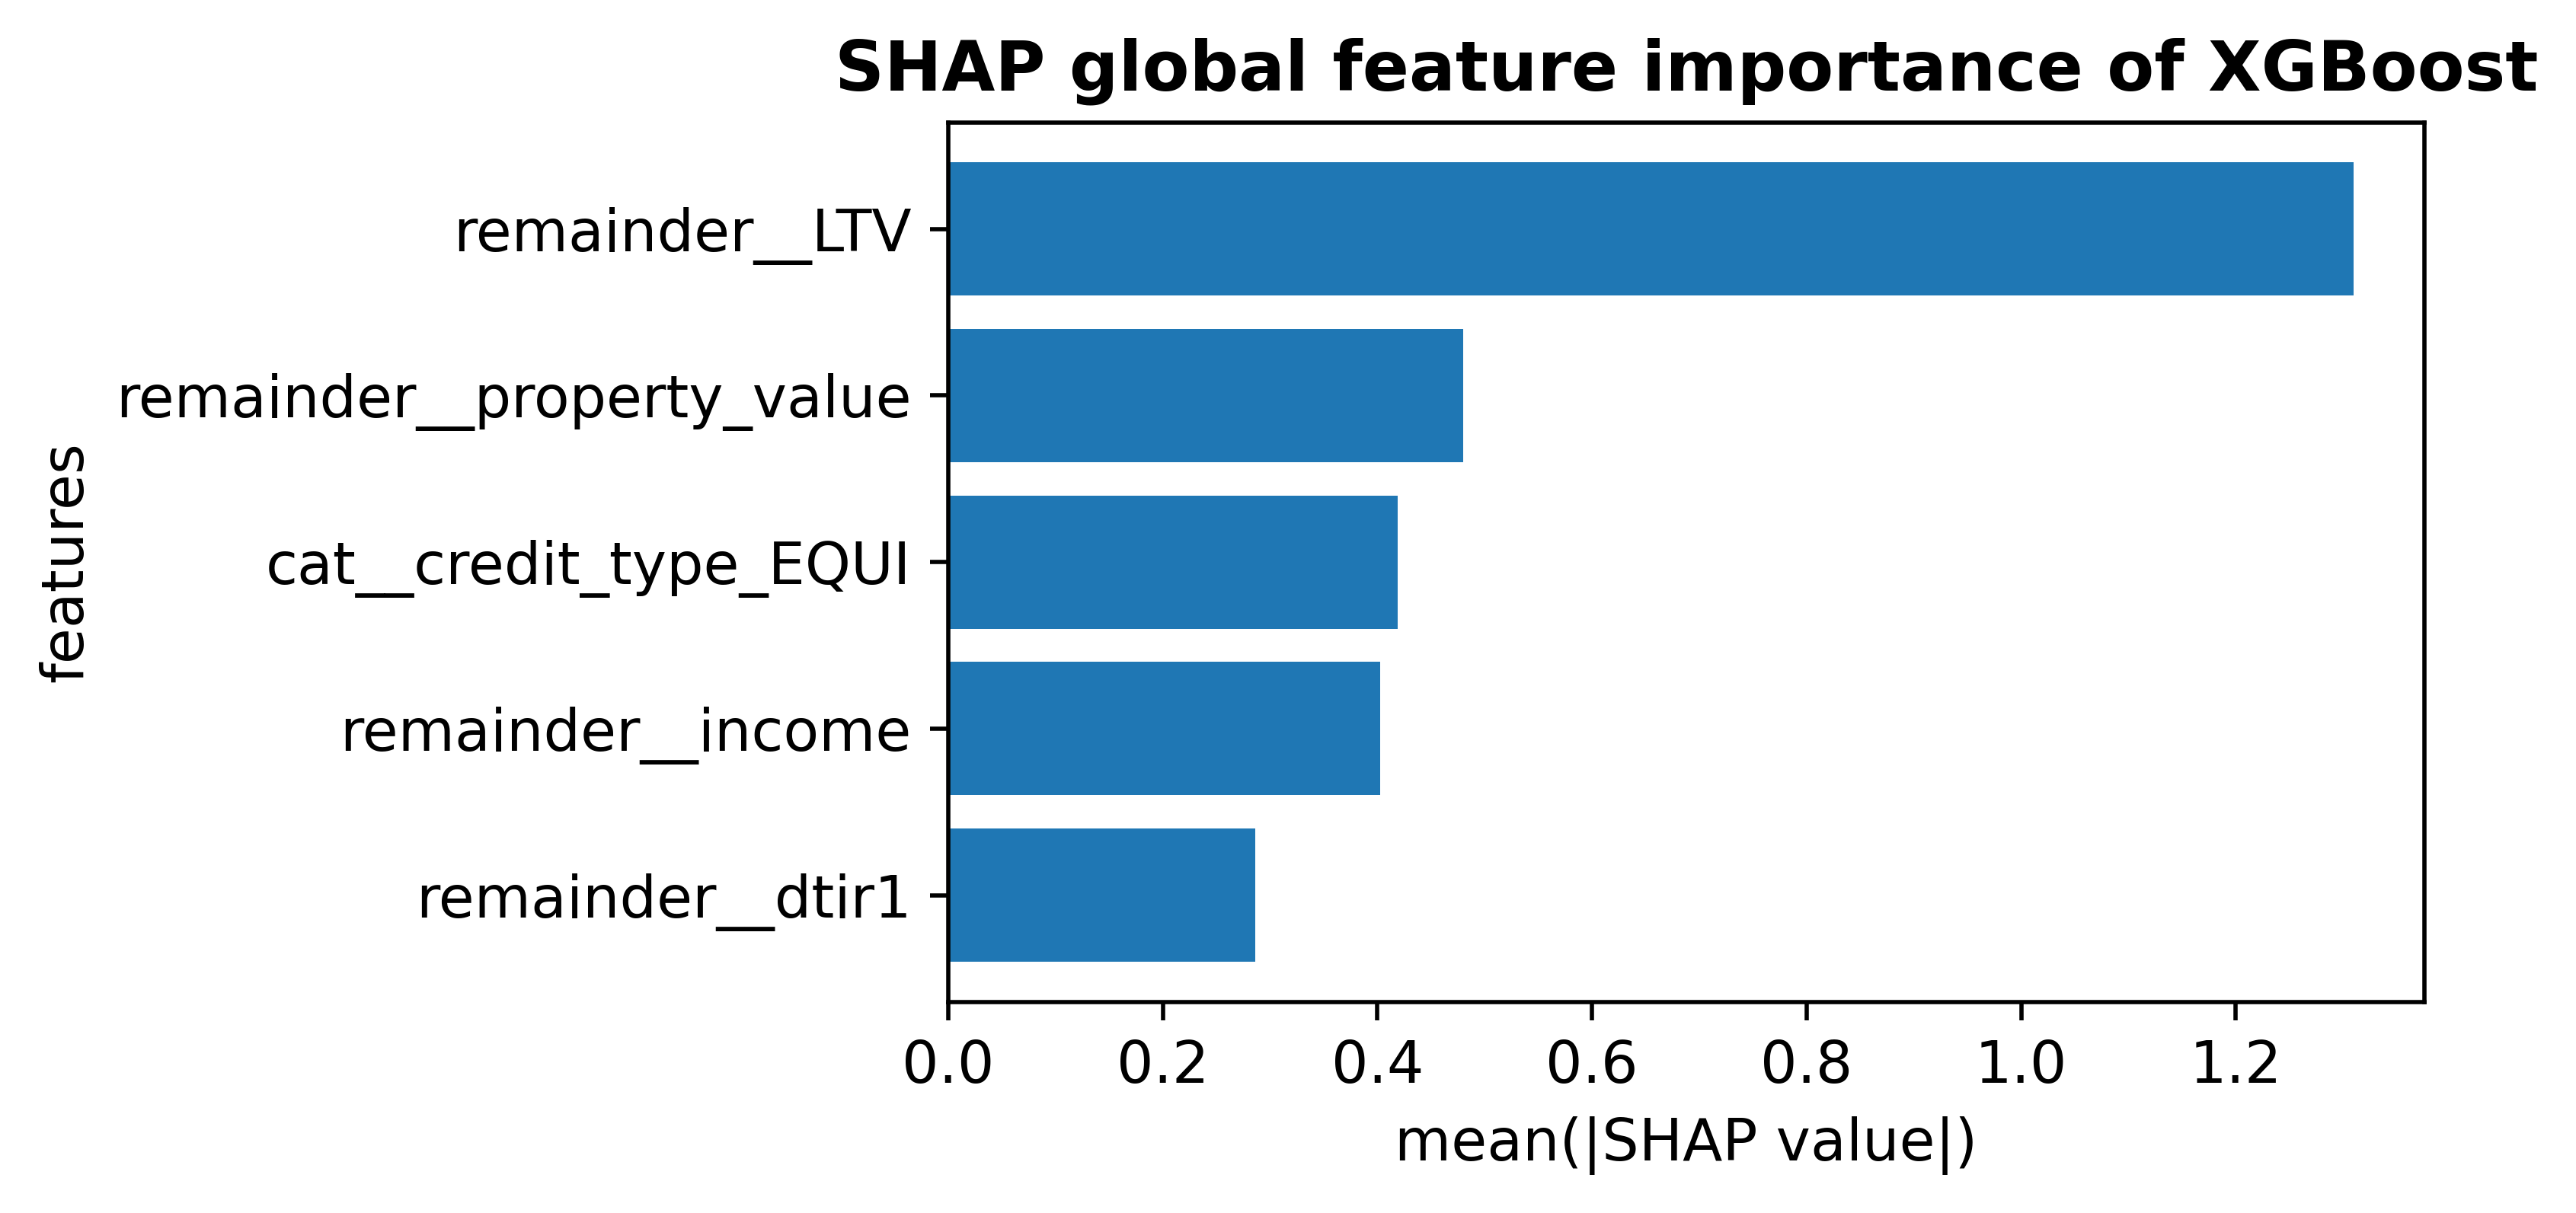 SHAP global feature importance of XGBoost
features
remainder__LTV
remainder__property_value
cat__credit_type_EQUI
remainder__income
remainder__dtir1
0.0 0.2 0.4 0.6 0.8 1.0 1.2
mean(|SHAP value|)